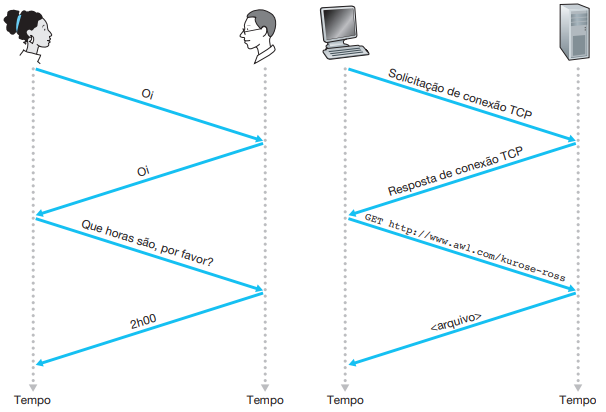 Oi
Oi
Que horas são, por favor?
2h00
Tempo
Tempo
Solicitação de conexão TCP
Resposta de conexão TCP
GET http://www.awl.com/kurose-ross
<arquivo>
Tempo
Tempo